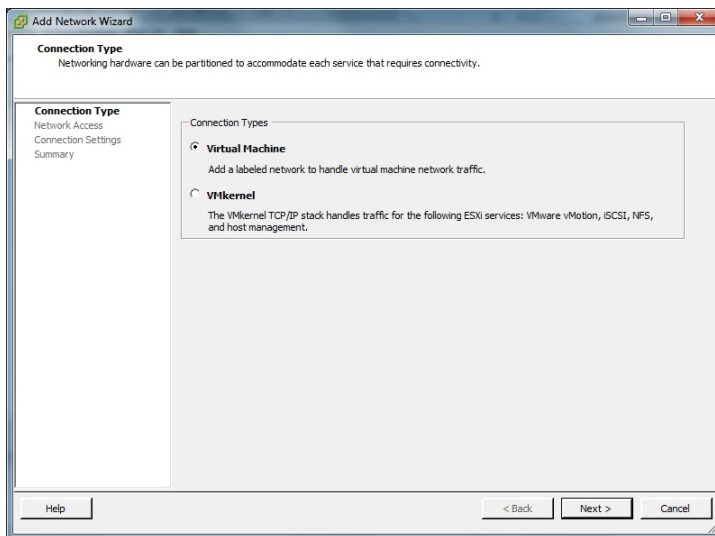 Add Network Wizard
Connection Type
Networking hardware can be partitioned to accommodate each service that requires connectivity.
Connection Type
Network Access
Connection Settings
Summary
Connection Types
Virtual Machine
Add a labeled network to handle virtual machine network traffic.
VMkernel
The VMkernel TCP/IP stack handles traffic for the following ESXi services: VMware vMotion, iSCSI, NFS,
and host management.
Help
< Back
Next >
Cancel